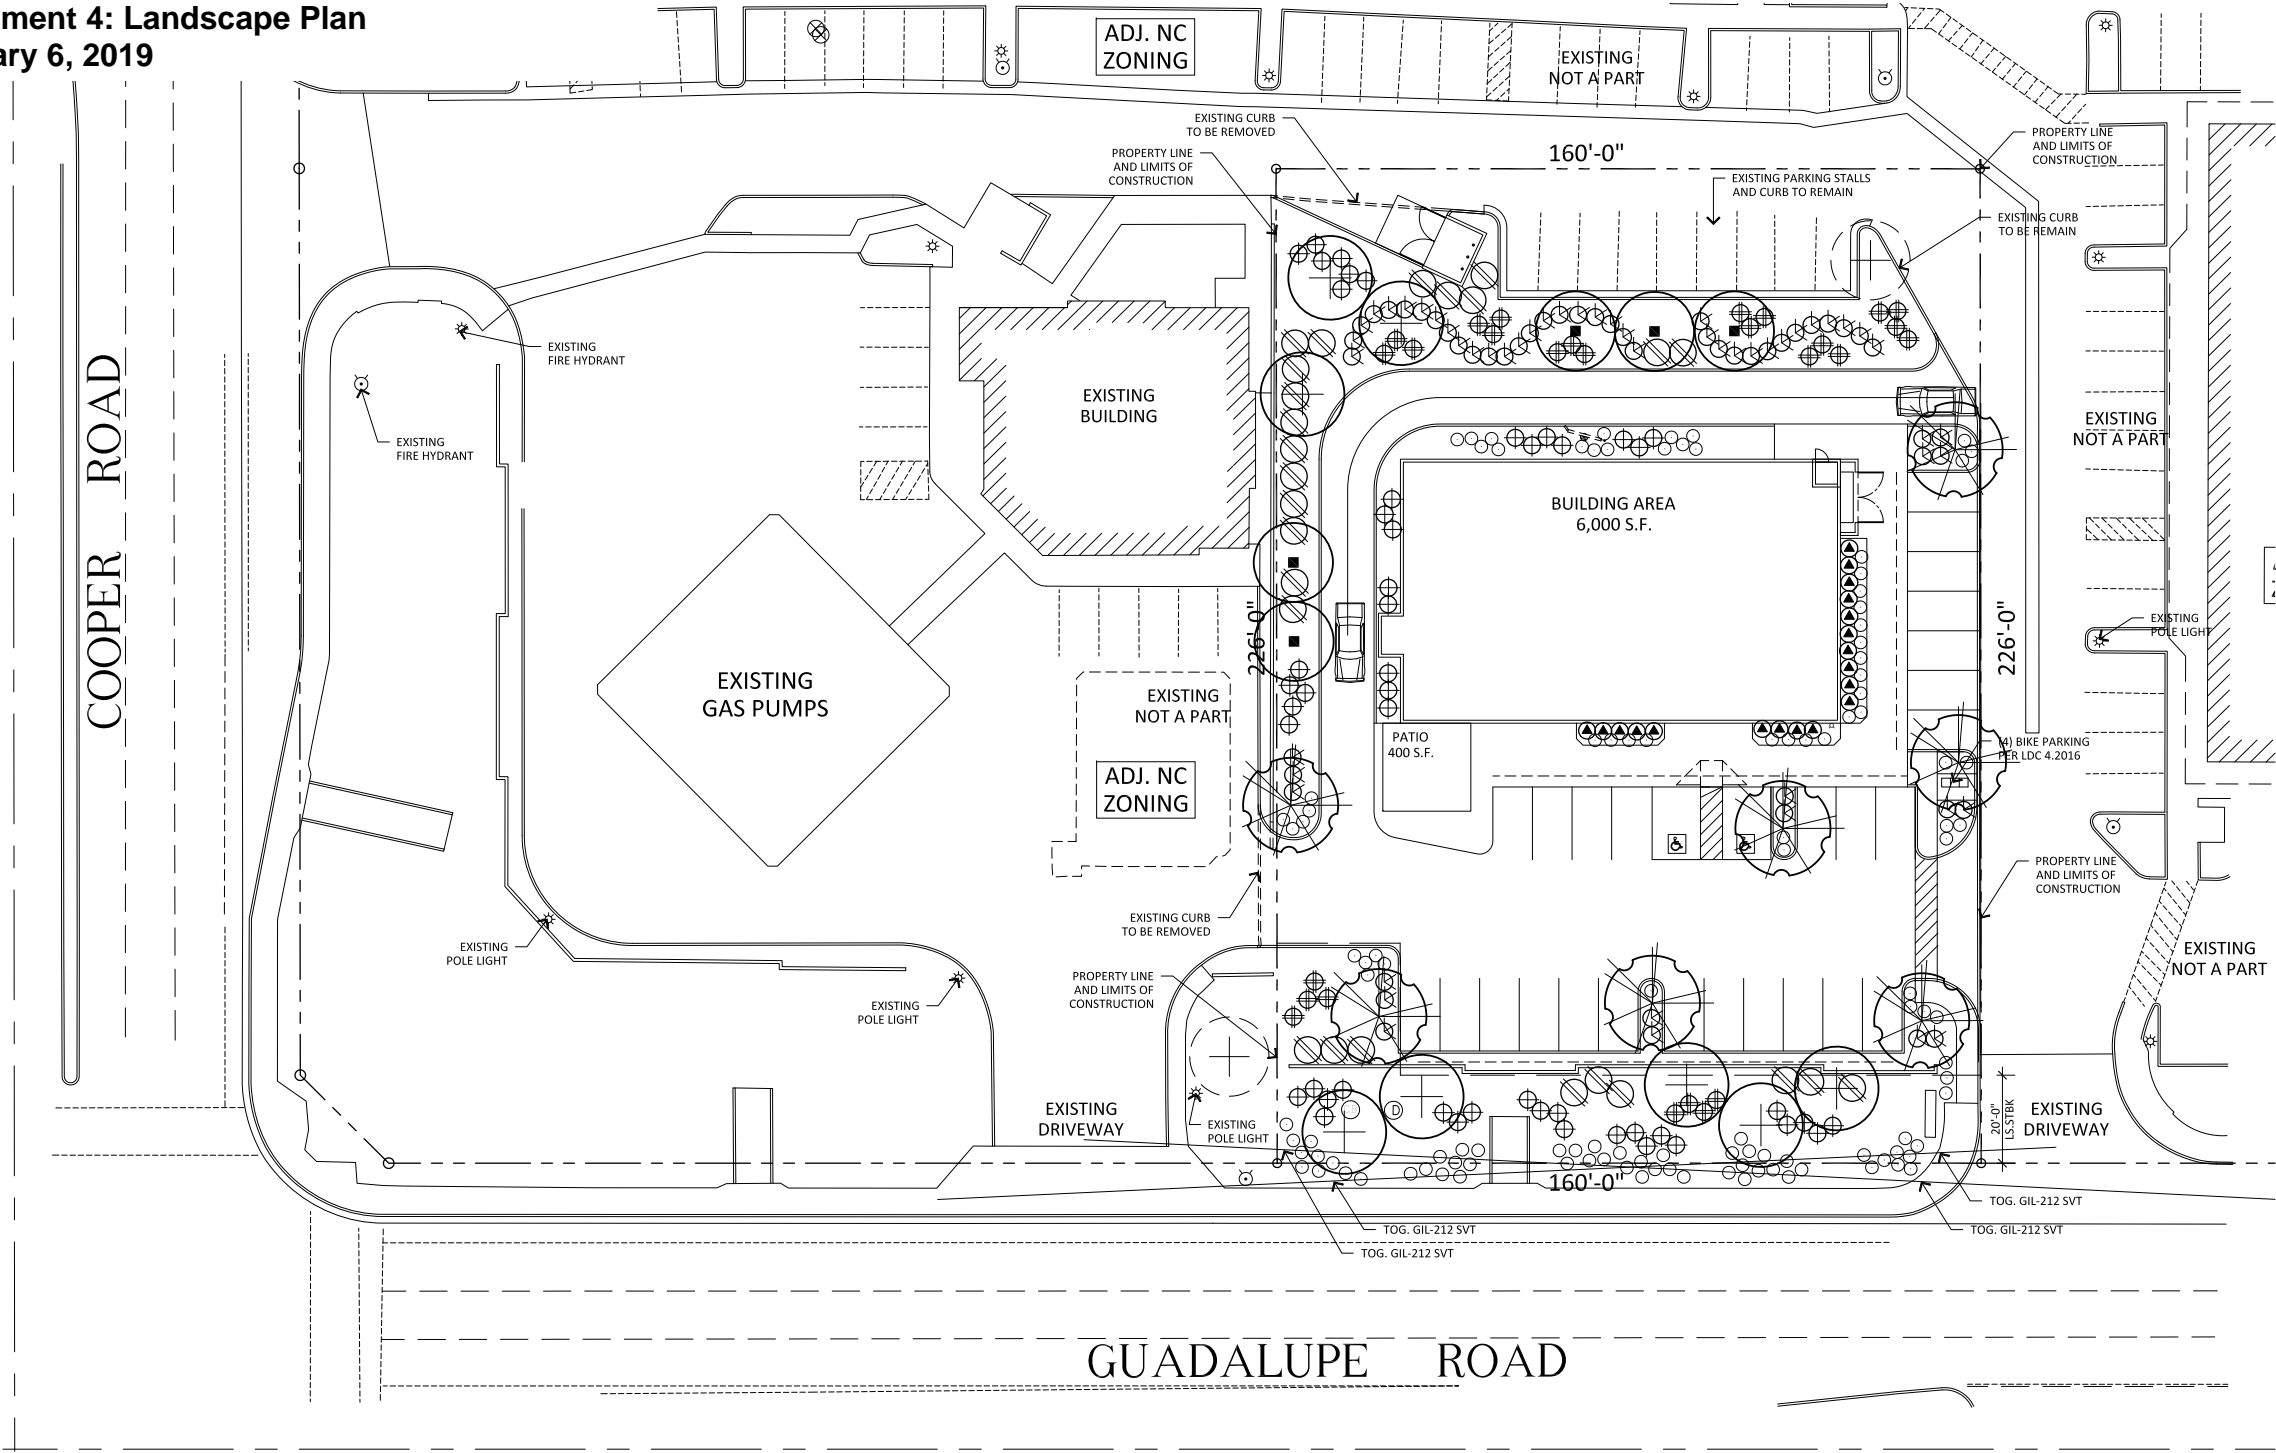 ment 4: Landscape Plan
ary 6, 2019
ADJ. NC
ZONING
EXISTING
NOT A PART
EXISTING CURB
TO BE REMOVED
PROPERTY LINE
AND LIMITS OF
CONSTRUCTION
160'-0"
PROPERTY LINE
AND LIMITS OF
CONSTRUCTION
EXISTING PARKING STALLS
AND CURB TO REMAIN
EXISTING CURB
TO BE REMAIN
EXISTING
FIRE HYDRANT
EXISTING
FIRE HYDRANT
COOPER ROAD
EXISTING
BUILDING
EXISTING
NOT A PART
BUILDING AREA
6,000 S.F.
226'-0"
226'-0"
EXISTING
POLE LIGHT
EXISTING
GAS PUMPS
EXISTING
NOT A PART
ADJ. NC
ZONING
PATIO
400 S.F.
(4) BIKE PARKING
PER LDC 4.2016
PROPERTY LINE
AND LIMITS OF
CONSTRUCTION
EXISTING CURB
TO BE REMOVED
EXISTING
POLE LIGHT
EXISTING
NOT A PART
PROPERTY LINE
AND LIMITS OF
CONSTRUCTION
EXISTING
POLE LIGHT
EXISTING
DRIVEWAY
EXISTING
POLE LIGHT
D
20'-0"
LS.STBK
EXISTING
DRIVEWAY
160'-0"
TOG. GIL-212 SVT
TOG. GIL-212 SVT
TOG. GIL-212 SVT
TOG. GIL-212 SVT
GUADALUPE ROAD